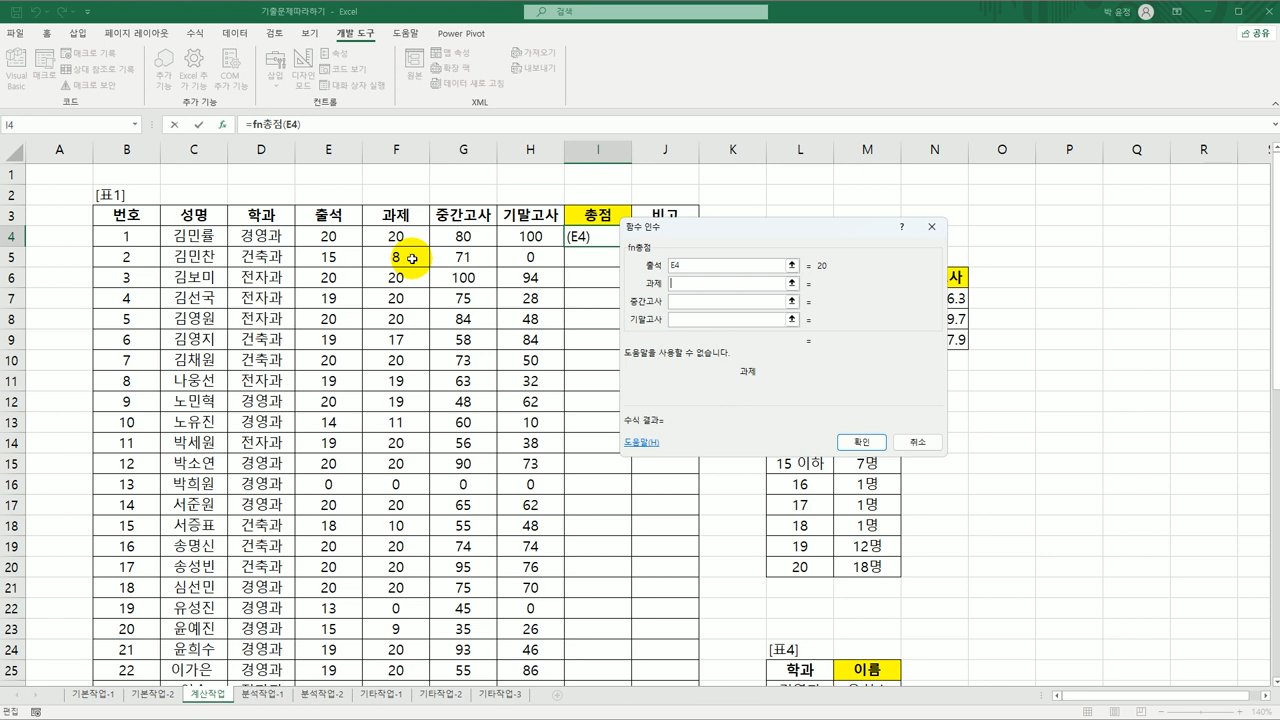 기출문제따라하기 - Excel
검색
박 윤정
파일 홈 삽입 페이지 레이아웃 수식 데이터 검토 보기 개발 도구 도움말 Power Pivot
공유
Visual Basic
매크로
매크로 기록
상대 참조로 기록
매크로 보안
코드
추가 기능
Excel 추가 기능
COM 추가 기능
추가 기능
삽입
디자인 모드
속성
코드 보기
대화 상자 실행
컨트롤
원본
맵 속성
확장 팩
데이터 새로 고침
가져오기
내보내기
XML
I4
=fn총점(E4)
A B C D E F G H I J K L M N O P Q R
1
2 [표1]
3 번호 성명 학과 출석 과제 중간고사 기말고사 총점 비고
4 1 김민률 경영과 20 20 80 100 (E4)
5 2 김민찬 건축과 15 8 71 0
6 3 김보미 전자과 20 20 100 94 사
7 4 김선국 전자과 19 20 75 28 6.3
8 5 김영원 전자과 20 20 84 48 9.7
9 6 김영지 건축과 19 17 58 84 7.9
10 7 김채원 건축과 20 20 73 50
11 8 나웅선 전자과 19 19 63 32
12 9 노민혁 경영과 20 19 48 62
13 10 노유진 경영과 14 11 60 10
14 11 박세원 전자과 19 20 56 38
15 12 박소연 경영과 20 20 90 73 15 이하 7명
16 13 박희원 경영과 0 0 0 0 16 1명
17 14 서준원 경영과 20 20 65 62 17 1명
18 15 서증표 건축과 18 10 55 48 18 1명
19 16 송명신 건축과 20 20 74 74 19 12명
20 17 송성빈 건축과 20 20 95 76 20 18명
21 18 심선민 경영과 20 20 75 70
22 19 유성진 경영과 13 0 45 0
23 20 윤예진 경영과 15 9 35 26
24 21 윤희수 경영과 19 20 93 46 [표4]
25 22 이가은 경영과 19 20 55 86 학과 이름
함수 인수
?
fn총점
출석 E4 = 20
과제 =
중간고사 =
기말고사 =
=
도움말을 사용할 수 없습니다.
과제
수식 결과=
도움말(H)
확인 취소
기본작업-1 기본작업-2 계산작업 분석작업-1 분석작업-2 기타작업-1 기타작업-2 기타작업-3
편집
140%